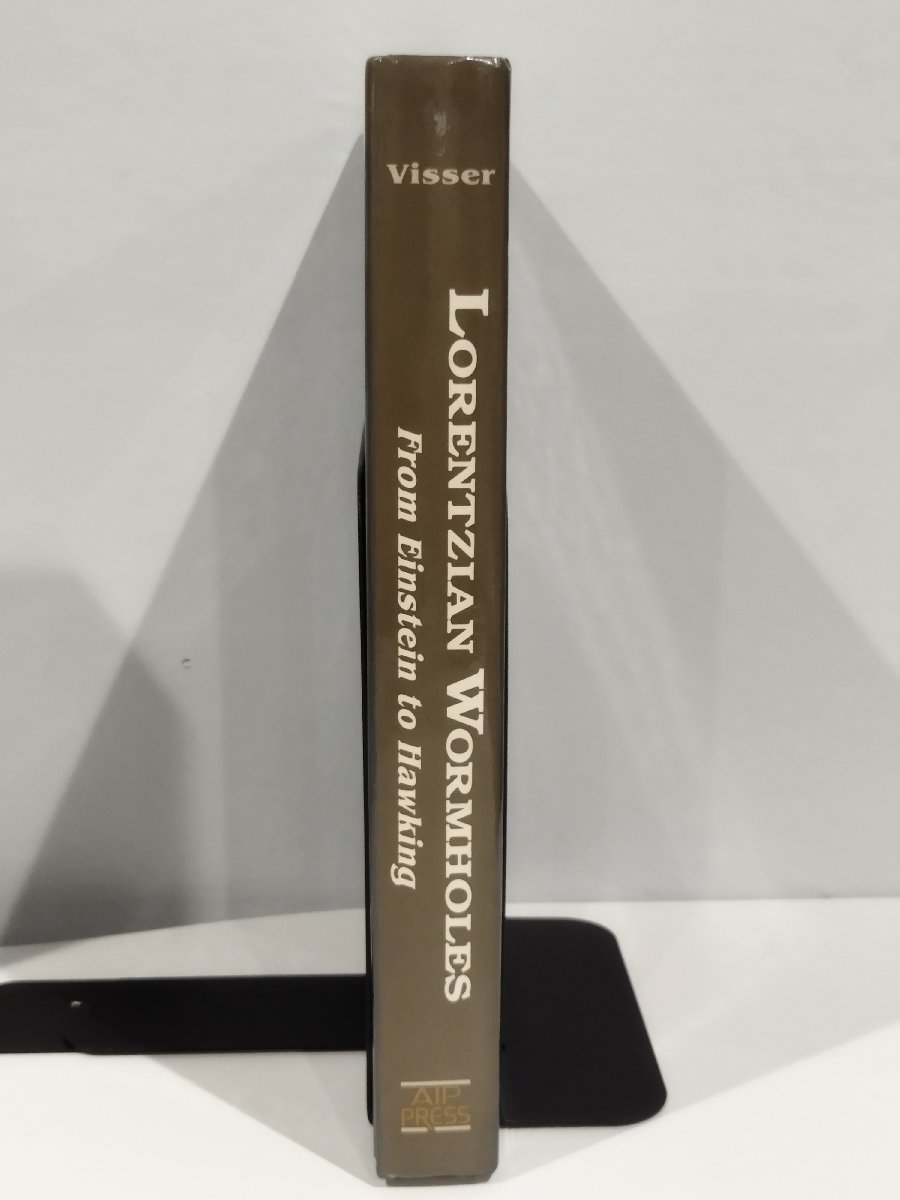 Visser
LORENTZIAN WORMHOLES
From Einstein to Hawking
AIP
PRESS